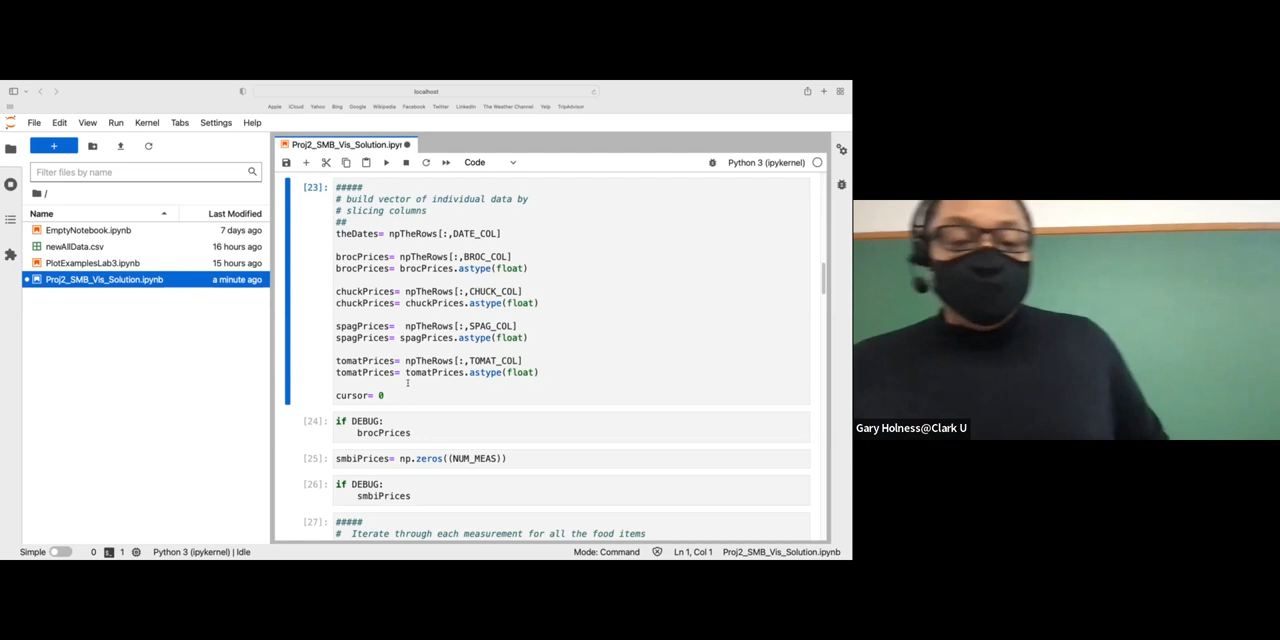 localhost
Apple iCloud Yahoo Bing Google Wikipedia Facebook Twitter LinkedIn The Weather Channel Yelp TripAdvisor
File Edit View Run Kernel Tabs Settings Help
Proj2_SMB_Vis_Solution.ipyn
Code
Python 3 (ipykernel)
Filter files by name
/
Name Last Modified
EmptyNotebook.ipynb 7 days ago
newAllData.csv 16 hours ago
PlotExamplesLab3.ipynb 15 hours ago
Proj2_SMB_Vis_Solution.ipynb a minute ago
[23]: #####
# build vector of individual data by
# slicing columns
##
theDates= npTheRows[:,DATE_COL]
brocPrices= npTheRows[:,BROC_COL]
brocPrices= brocPrices.astype(float)
chuckPrices= npTheRows[:,CHUCK_COL]
chuckPrices= chuckPrices.astype(float)
spagPrices=  npTheRows[:,SPAG_COL]
spagPrices= spagPrices.astype(float)
tomatPrices= npTheRows[:,TOMAT_COL]
tomatPrices= tomatPrices.astype(float)
cursor= 0
[24]: if DEBUG:
brocPrices
[25]: smbiPrices= np.zeros((NUM_MEAS))
[26]: if DEBUG:
smbiPrices
[27]: #####
#  Iterate through each measurement for all the food items
Simple 0 1 Python 3 (ipykernel) | Idle Mode: Command Ln 1, Col 1 Proj2_SMB_Vis_Solution.ipynb
Gary Holness@Clark U